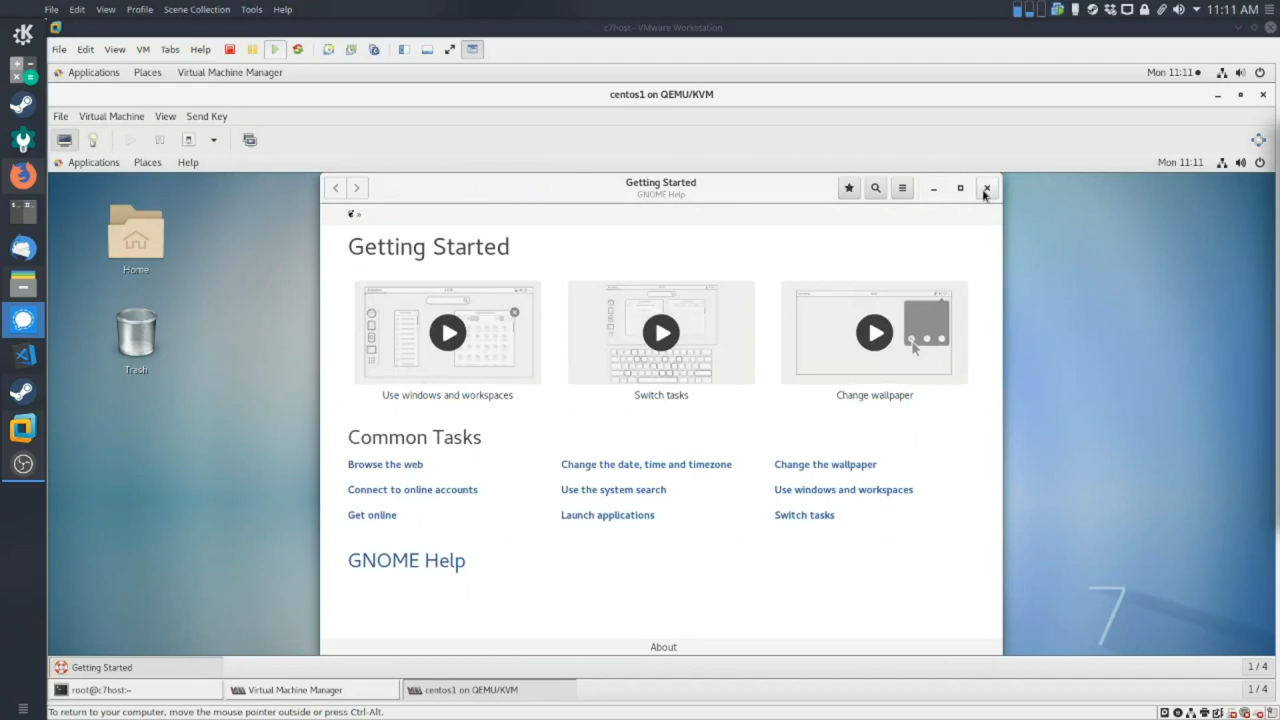 File Edit View Profile Scene Collection Tools Help 11:11 AM
c7host - VMware Workstation
File Edit View VM Tabs Help
Applications Places Virtual Machine Manager Mon 11:11
centos1 on QEMU/KVM
File Virtual Machine View Send Key
Applications Places Help Mon 11:11
Getting Started
GNOME Help
Home
Trash
»
Getting Started
Use windows and workspaces Switch tasks Change wallpaper
Common Tasks
Browse the web Change the date, time and timezone Change the wallpaper
Connect to online accounts Use the system search Use windows and workspaces
Get online Launch applications Switch tasks
GNOME Help
7
About
Getting Started 1 / 4
root@c7host:~ Virtual Machine Manager centos1 on QEMU/KVM 1 / 4
To return to your computer, move the mouse pointer outside or press Ctrl-Alt.